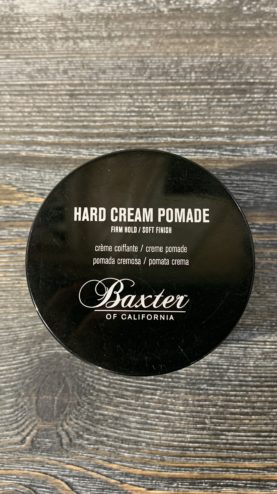 HARD CREAM POMADE
FIRM HOLD / SOFT FINISH
crème coiffante / creme pomade
pomada cremosa / pomata crema
Baxter
OF CALIFORNIA